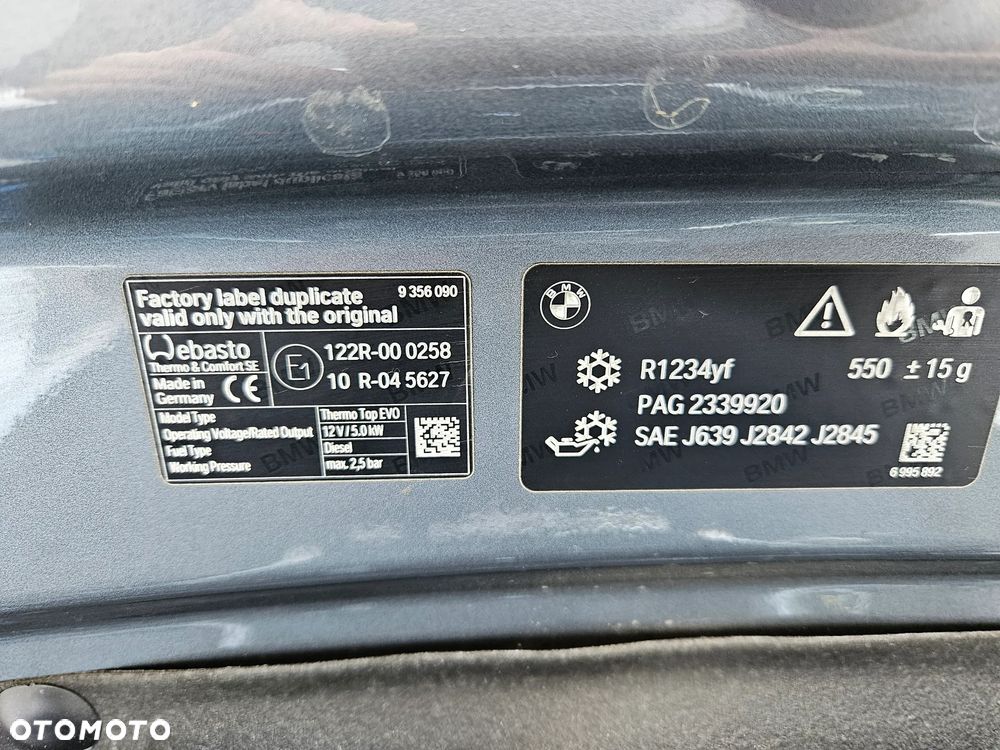 Factory label duplicate
valid only with the original
9 356 090
Webasto
Thermo & Comfort SE
Made in
Germany
CE
E1
122R-00 0258
10 R-04 5627
Model Type
Thermo Top EVO
Operating Voltage/Rated Output
12 V / 5.0 kW
Fuel Type
Diesel
Working Pressure
max. 2,5 bar
BMW
R1234yf
550 ± 15 g
PAG 2339920
SAE J639 J2842 J2845
6 995 892
OTOMOTO